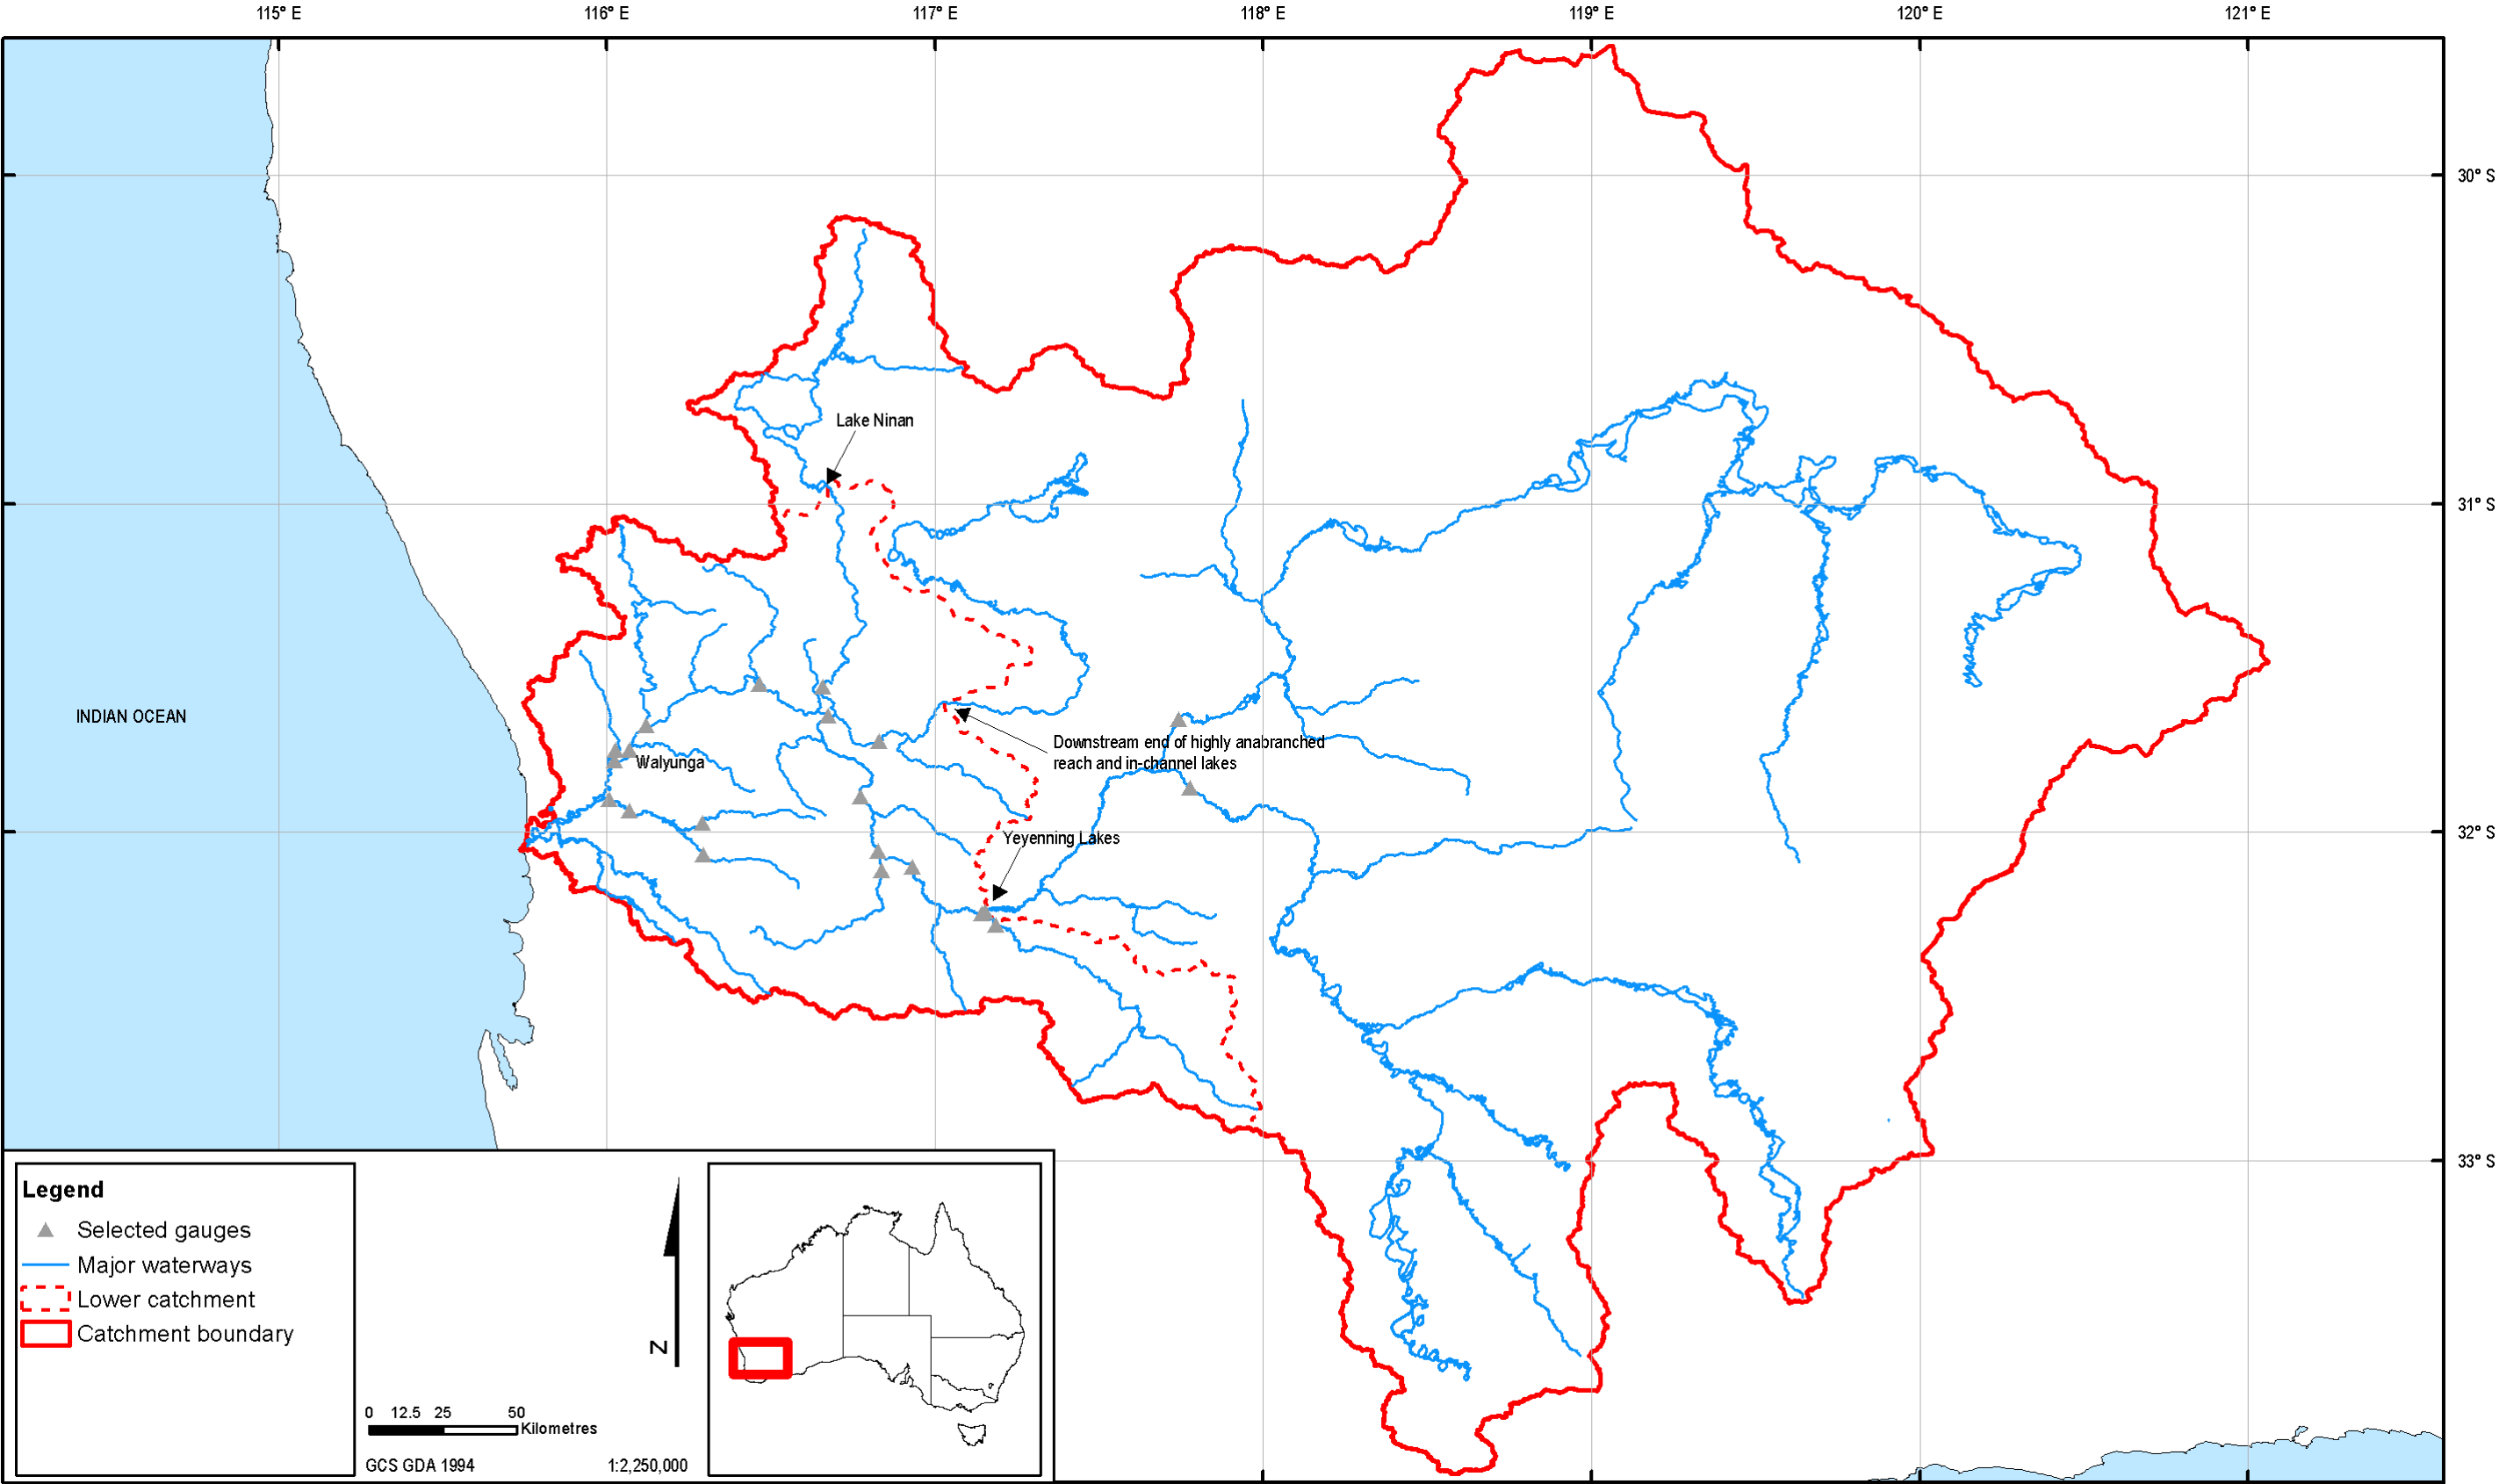 115° E
116° E
117° E
118° E
119° E
120° E
121° E
30° S
Lake Ninan
31° S
INDIAN OCEAN
Downstream end of highly anabranched
reach and in-channel lakes
Walyunga
32° S
Yeyenning Lakes
33° S
Legend
Selected gauges
Major waterways
Lower catchment
Catchment boundary
N
0 12.5 25 50
Kilometres
GCS GDA 1994
1:2,250,000